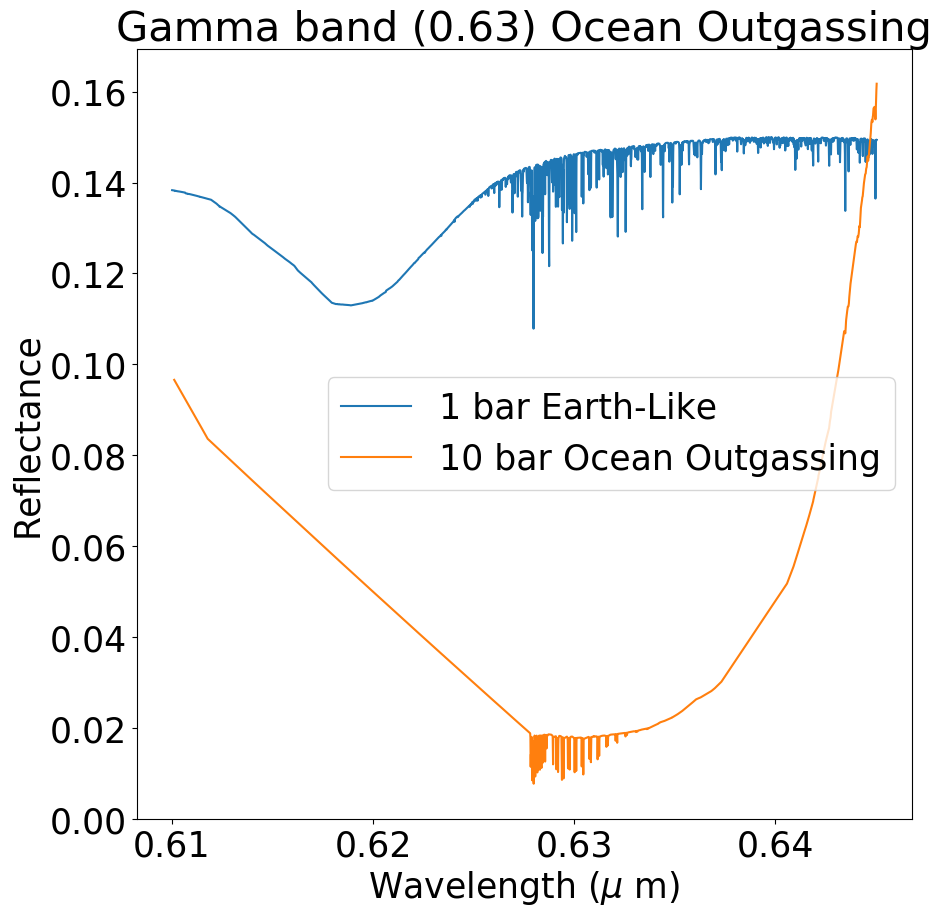 Gamma band (0.63) Ocean Outgassing
0.16
0.14
0.12
0.10
0.08
0.06
0.04
0.02
0.00
Reflectance
1 bar Earth-Like
10 bar Ocean Outgassing
0.61 0.62 0.63 0.64
Wavelength (μ m)